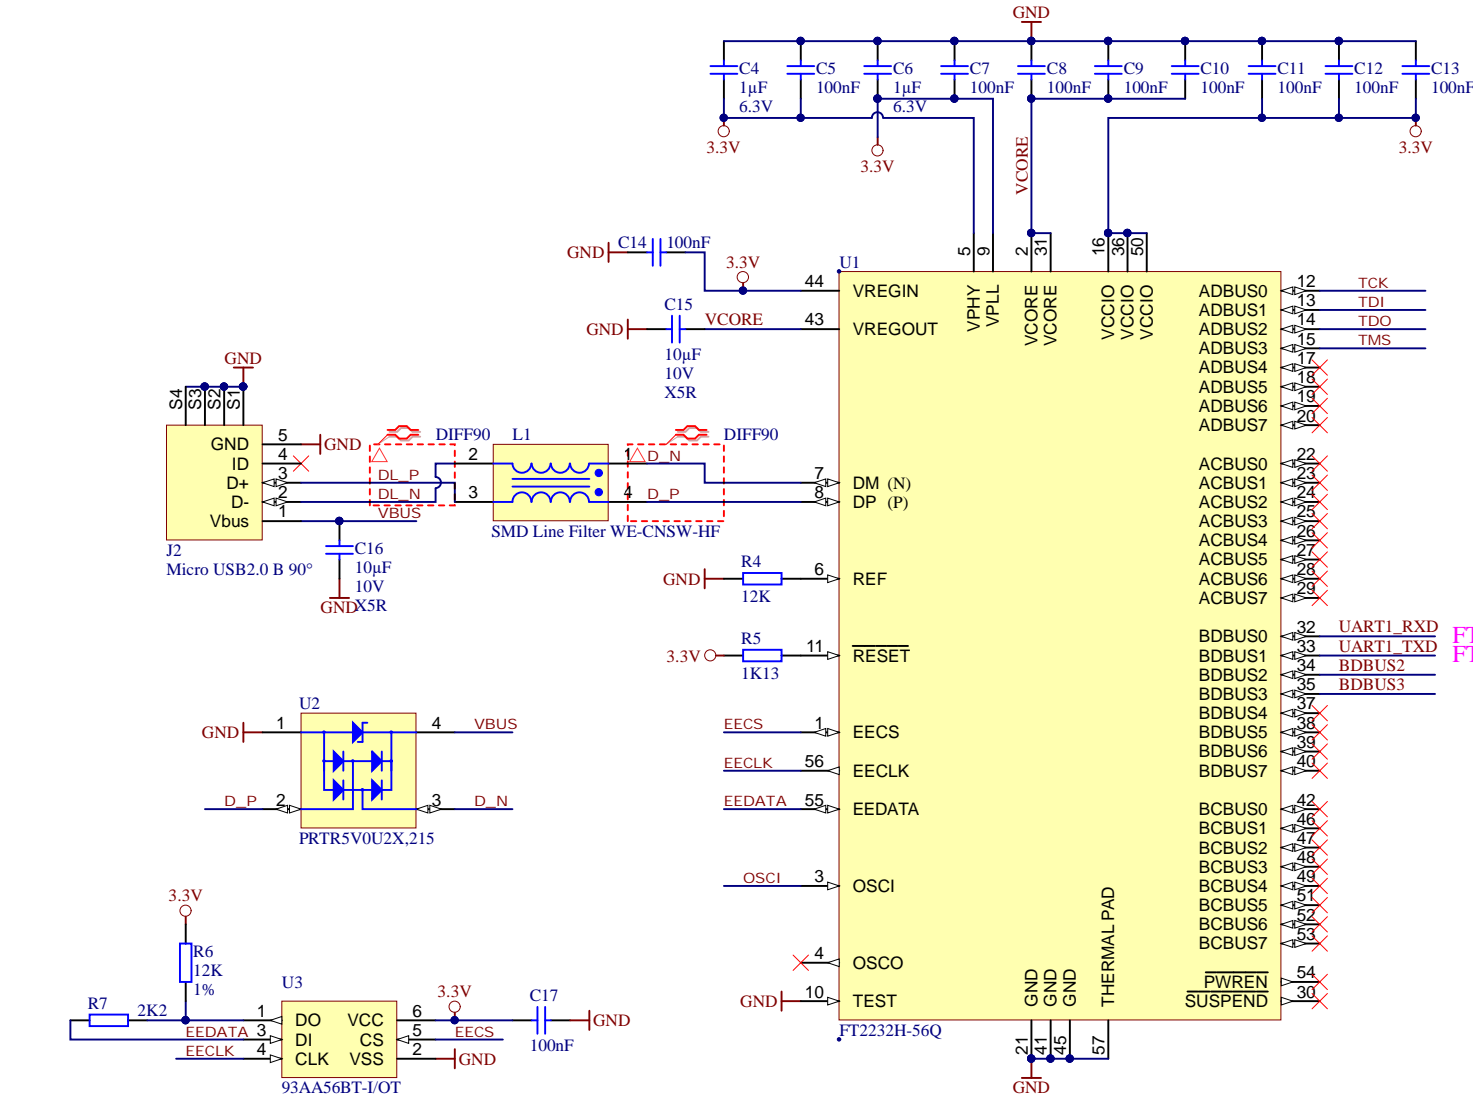 GND
C4
1µF
6.3V
C5
100nF
C6
1µF
6.3V
C7
100nF
C8
100nF
C9
100nF
C10
100nF
C11
100nF
C12
100nF
C13
100nF
3.3V
3.3V
3.3V
VCORE
GND
C14
100nF
3.3V
GND
C15
VCORE
10µF
10V
X5R
U1
5
9
2
31
16
36
50
VPHY
VPLL
VCORE
VCORE
VCCIO
VCCIO
VCCIO
44 VREGIN
43 VREGOUT
7 DM (N)
8 DP (P)
6 REF
11 RESET
1 EECS
56 EECLK
55 EEDATA
3 OSCI
4 OSCO
10 TEST
ADBUS0 12 TCK
ADBUS1 13 TDI
ADBUS2 14 TDO
ADBUS3 15 TMS
ADBUS4 17
ADBUS5 18
ADBUS6 19
ADBUS7 20
ACBUS0 22
ACBUS1 23
ACBUS2 24
ACBUS3 25
ACBUS4 26
ACBUS5 27
ACBUS6 28
ACBUS7 29
BDBUS0 32 UART1_RXD
BDBUS1 33 UART1_TXD
BDBUS2 34 BDBUS2
BDBUS3 35 BDBUS3
BDBUS4 37
BDBUS5 38
BDBUS6 39
BDBUS7 40
BCBUS0 42
BCBUS1 46
BCBUS2 47
BCBUS3 48
BCBUS4 49
BCBUS5 51
BCBUS6 52
BCBUS7 53
PWREN 54
SUSPEND 30
GND
GND
GND
THERMAL PAD
21
41
45
57
GND
FT2232H-56Q
GND
S4
S3
S2
S1
GND 5 GND
ID 4
D+ 3 DL_P
D- 2 DL_N
Vbus 1 VBUS
J2
Micro USB2.0 B 90°
C16
10µF
10V
X5R
GND
DIFF90
L1
2
3
1
4
D_N
D_P
DIFF90
SMD Line Filter WE-CNSW-HF
GND
R4
12K
3.3V
R5
1K13
EECS
EECLK
EEDATA
OSCI
GND
U2
GND 1
4 VBUS
D_P 2
3 D_N
PRTR5V0U2X,215
3.3V
R6
12K
1%
R7
2K2
U3
1 DO
EEDATA 3 DI
EECLK 4 CLK
VCC 6
CS 5 EECS
VSS 2 GND
3.3V
C17
100nF
GND
93AA56BT-I/OT